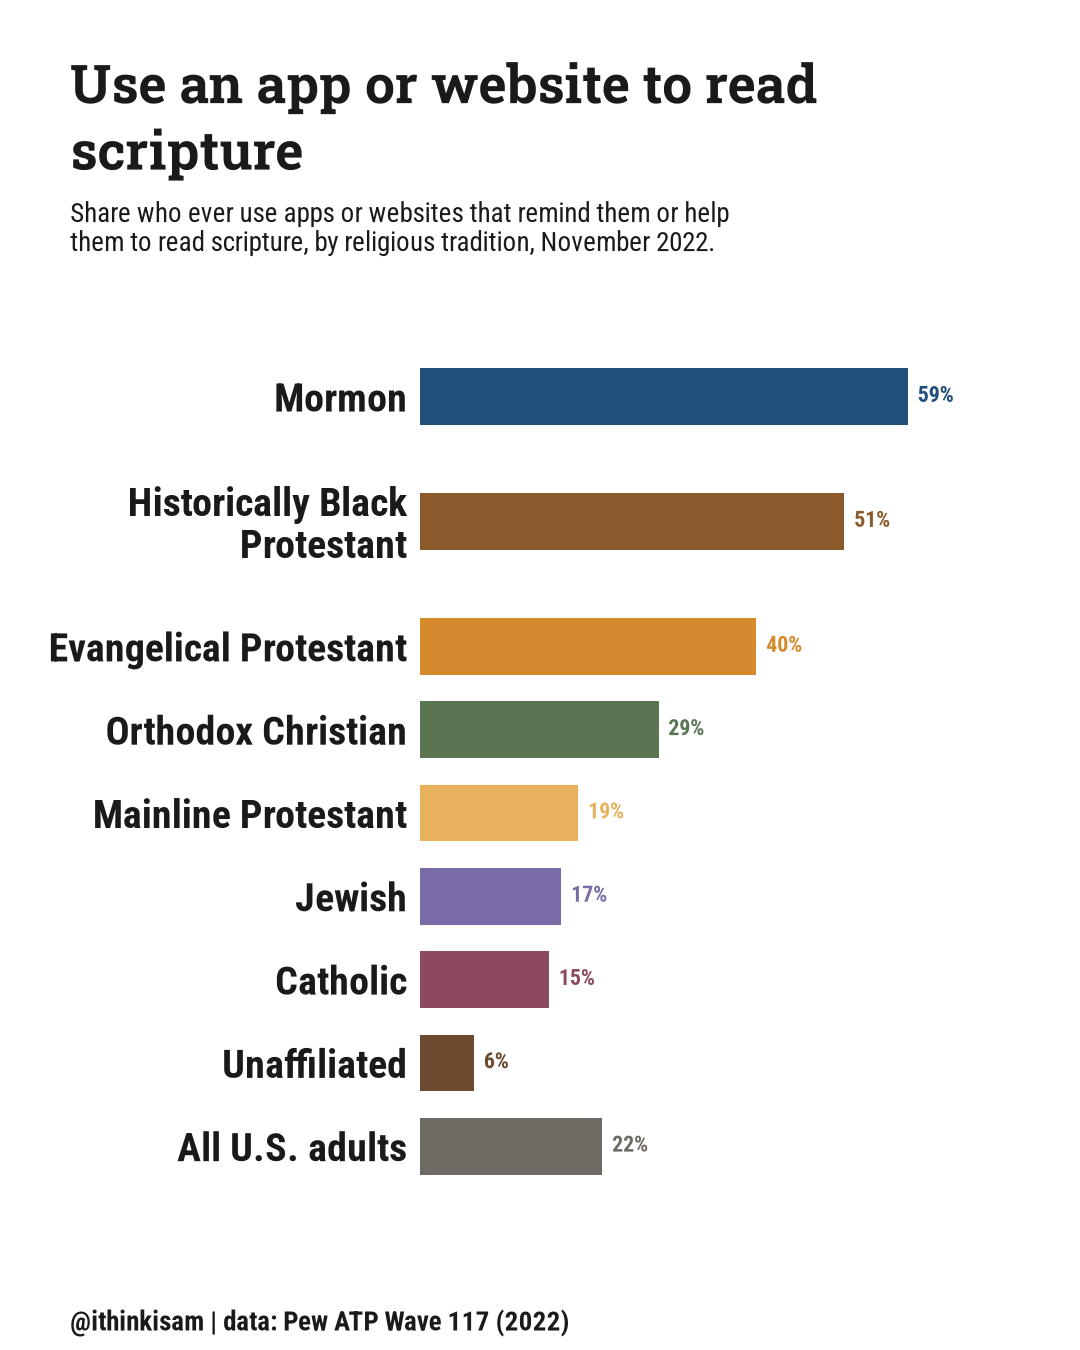 Use an app or website to read
scripture
Share who ever use apps or websites that remind them or help
them to read scripture, by religious tradition, November 2022.
Mormon 59%
Historically Black
Protestant 51%
Evangelical Protestant 40%
Orthodox Christian 29%
Mainline Protestant 19%
Jewish 17%
Catholic 15%
Unaffiliated 6%
All U.S. adults 22%
@ithinkisam | data: Pew ATP Wave 117 (2022)